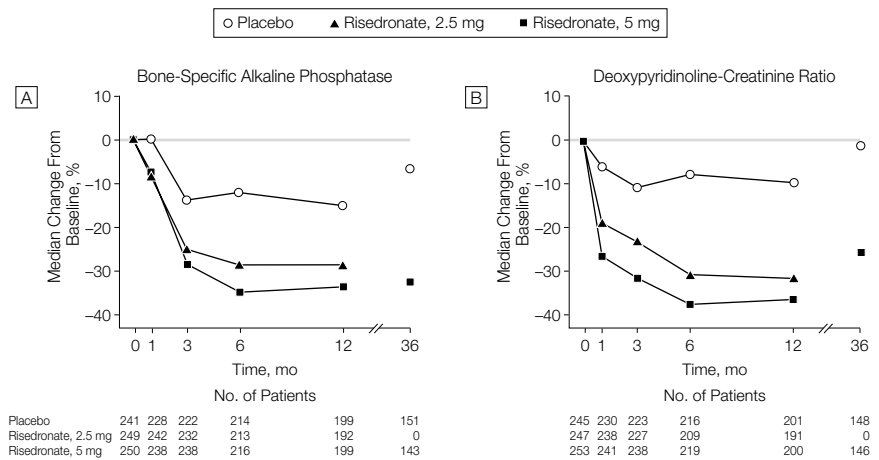 Placebo Risedronate, 2.5 mg Risedronate, 5 mg
A Bone-Specific Alkaline Phosphatase
Median Change From
Baseline, %
10
0
–10
–20
–30
–40
0 1 3 6 12 36
Time, mo
B Deoxypyridinoline-Creatinine Ratio
Median Change From
Baseline, %
10
0
–10
–20
–30
–40
0 1 3 6 12 36
Time, mo
No. of Patients No. of Patients
Placebo 241 228 222 214 199 151 245 230 223 216 201 148
Risedronate, 2.5 mg 249 242 232 213 192 0 247 238 227 209 191 0
Risedronate, 5 mg 250 238 238 216 199 143 253 241 238 219 200 146